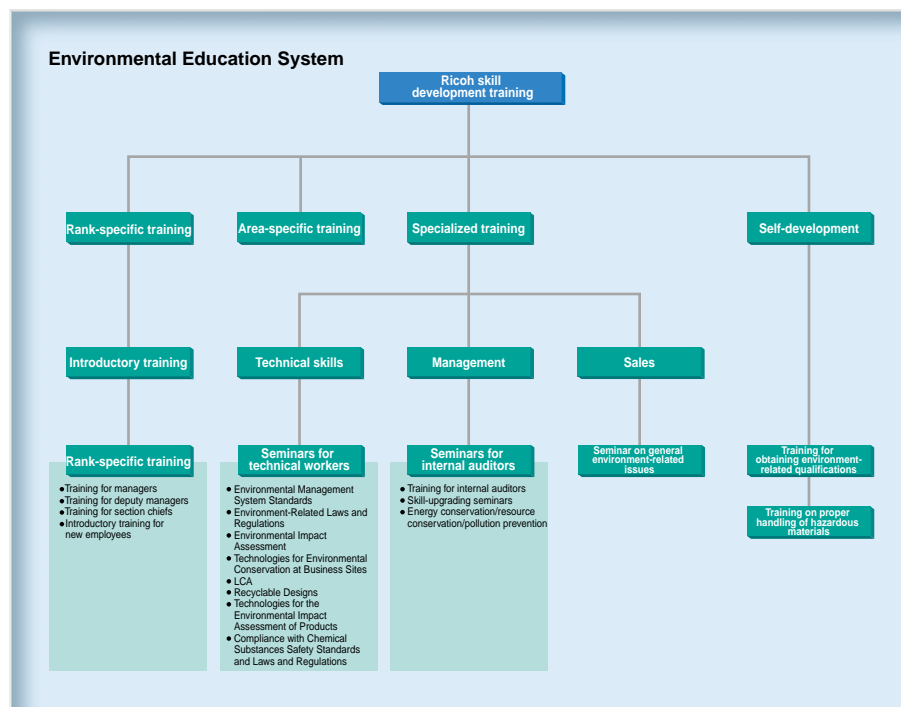 Environmental Education System
Ricoh skill
development training
Rank-specific training
Area-specific training
Specialized training
Self-development
Introductory training
Technical skills
Management
Sales
Rank-specific training
●Training for managers
●Training for deputy managers
●Training for section chiefs
●Introductory training for
new employees
Seminars for
technical workers
● Environmental Management
System Standards
● Environment-Related Laws and
Regulations
● Environmental Impact
Assessment
● Technologies for Environmental
Conservation at Business Sites
● LCA
● Recyclable Designs
● Technologies for the
Environmental Impact
Assessment of Products
● Compliance with Chemical
Substances Safety Standards
and Laws and Regulations
Seminars for
internal auditors
● Training for internal auditors
● Skill-upgrading seminars
● Energy conservation/resource
conservation/pollution prevention
Seminar on general
environment-related
issues
Training for
obtaining environment-
related qualifications
Training on proper
handling of hazardous
materials